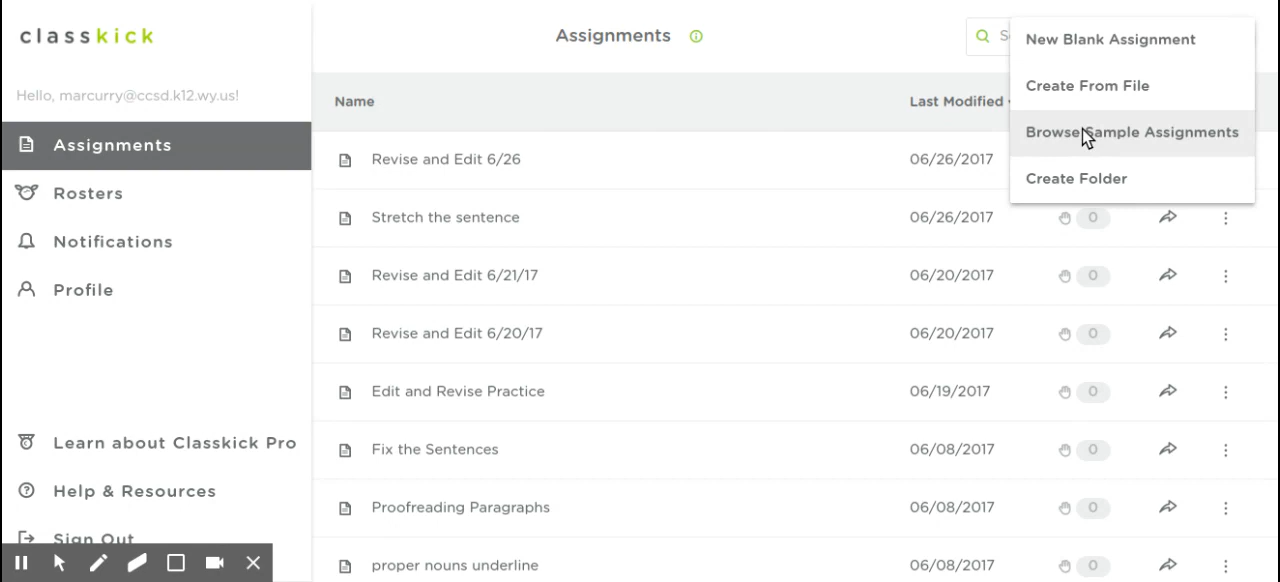 classkick
Hello, marcurry@ccsd.k12.wy.us!
Assignments
Rosters
Notifications
Profile
Learn about Classkick Pro
Help & Resources
Sign Out
Assignments
New Blank Assignment
Create From File
Browse Sample Assignments
Create Folder
Name Last Modified
Revise and Edit 6/26 06/26/2017
Stretch the sentence 06/26/2017 0
Revise and Edit 6/21/17 06/20/2017 0
Revise and Edit 6/20/17 06/20/2017 0
Edit and Revise Practice 06/19/2017 0
Fix the Sentences 06/08/2017 0
Proofreading Paragraphs 06/08/2017 0
proper nouns underline 06/08/2017 0